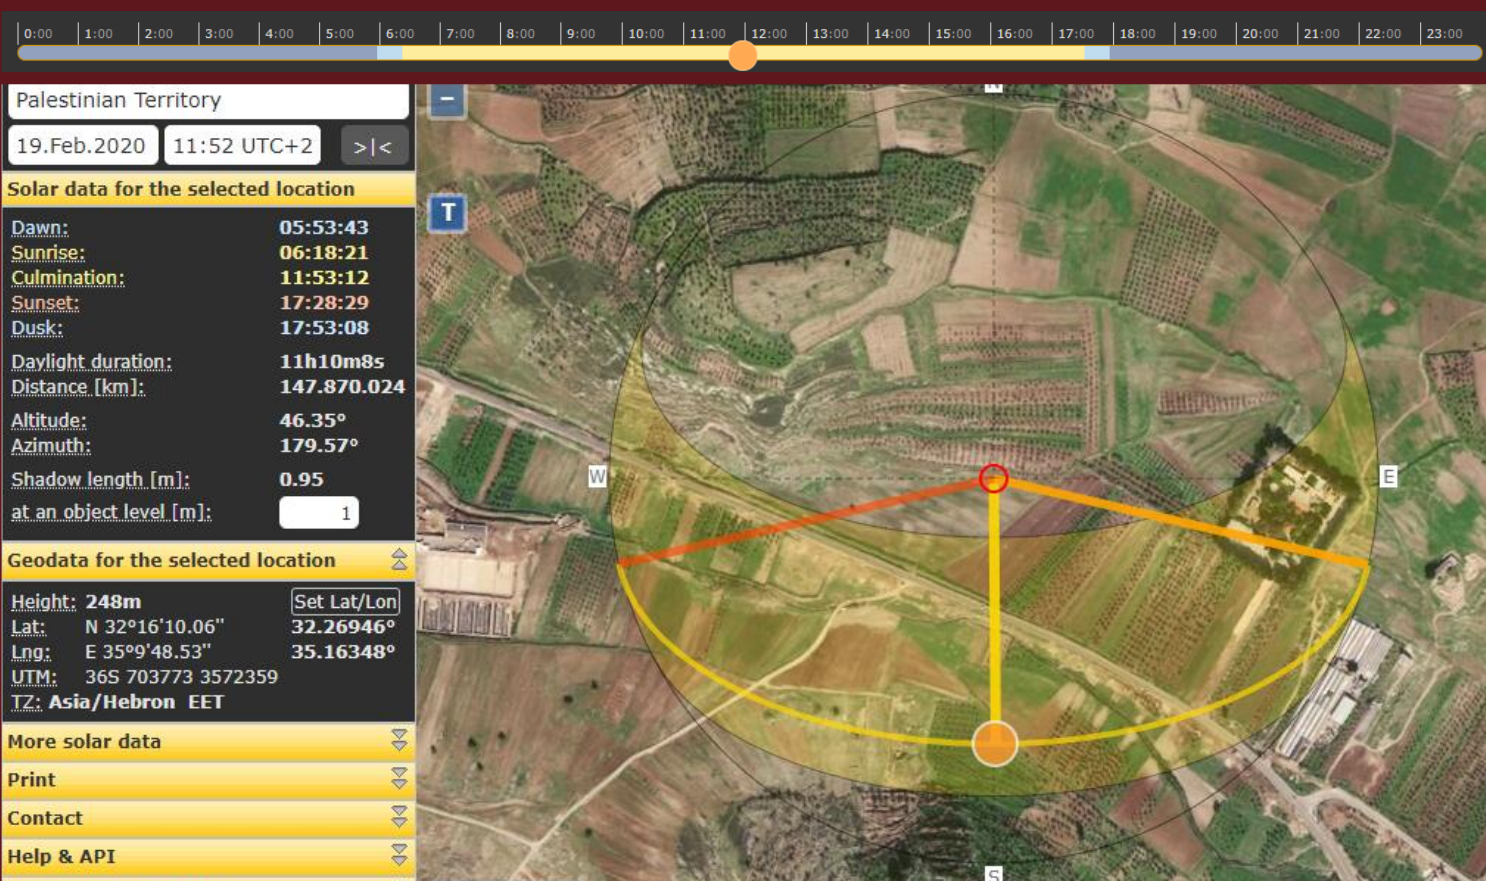 0:00 1:00 2:00 3:00 4:00 5:00 6:00 7:00 8:00 9:00 10:00 11:00 12:00 13:00 14:00 15:00 16:00 17:00 18:00 19:00 20:00 21:00 22:00 23:00
Palestinian Territory
19.Feb.2020 11:52 UTC+2 >|<
Solar data for the selected location
Dawn: 05:53:43
Sunrise: 06:18:21
Culmination: 11:53:12
Sunset: 17:28:29
Dusk: 17:53:08
Daylight duration: 11h10m8s
Distance [km]: 147.870.024
Altitude: 46.35°
Azimuth: 179.57°
Shadow length [m]: 0.95
at an object level [m]: 1
Geodata for the selected location
Height: 248m Set Lat/Lon
Lat: N 32°16'10.06'' 32.26946°
Lng: E 35°9'48.53'' 35.16348°
UTM: 36S 703773 3572359
TZ: Asia/Hebron EET
More solar data
Print
Contact
Help & API
−
T
W
E
S